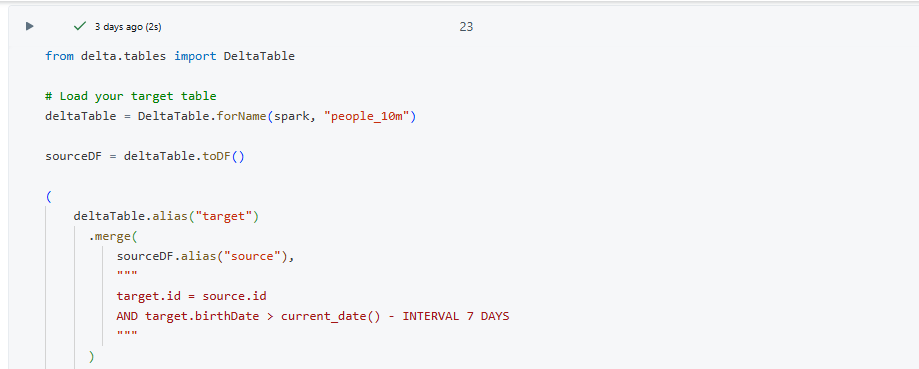 3 days ago (2s)
23
from delta.tables import DeltaTable
# Load your target table
deltaTable = DeltaTable.forName(spark, "people_10m")
sourceDF = deltaTable.toDF()
(
deltaTable.alias("target")
.merge(
sourceDF.alias("source"),
"""
target.id = source.id
AND target.birthDate > current_date() - INTERVAL 7 DAYS
"""
)